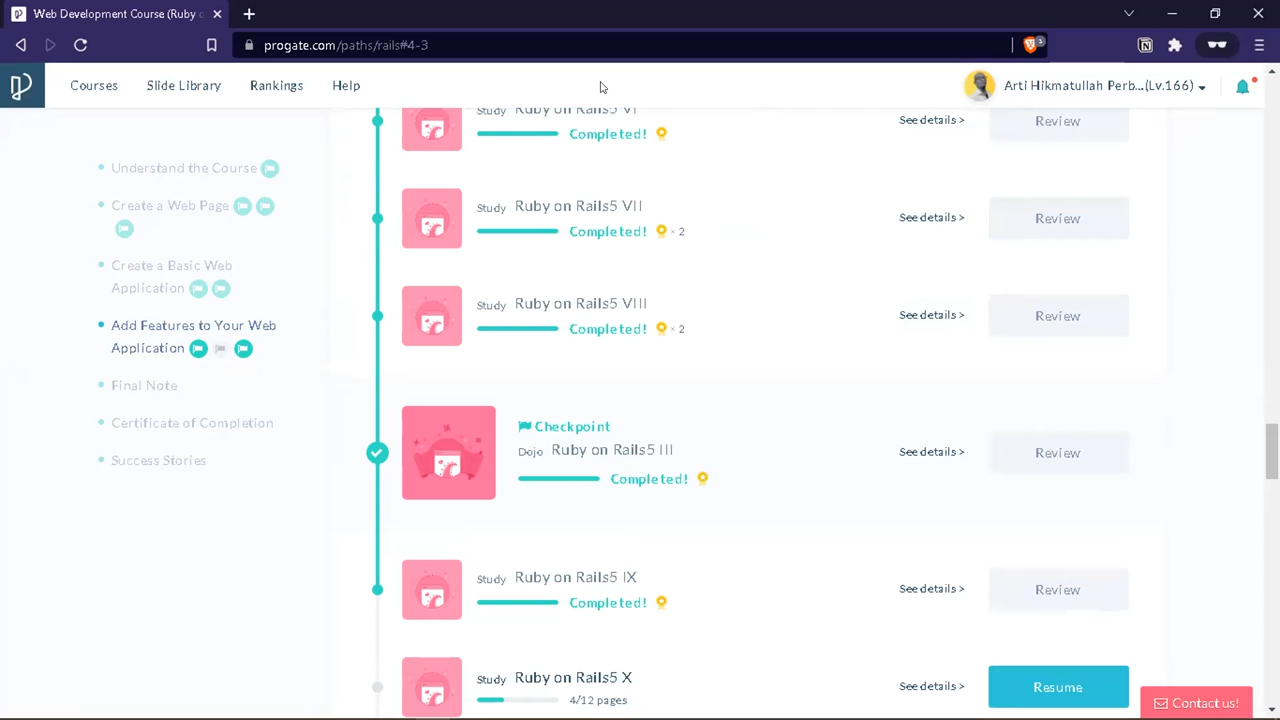 Web Development Course (Ruby o
progate.com/paths/rails#4-3
Courses
Slide Library
Rankings
Help
Arti Hikmatullah Perb...(Lv.166)
Understand the Course
Create a Web Page
Create a Basic Web
Application
Add Features to Your Web
Application
Final Note
Certificate of Completion
Success Stories
Study Ruby on Rails5 VI
Completed!
See details >
Review
Study Ruby on Rails5 VII
Completed! × 2
See details >
Review
Study Ruby on Rails5 VIII
Completed! × 2
See details >
Review
Checkpoint
Dojo Ruby on Rails5 III
Completed!
See details >
Review
Study Ruby on Rails5 IX
Completed!
See details >
Review
Study Ruby on Rails5 X
4/12 pages
See details >
Resume
Contact us!